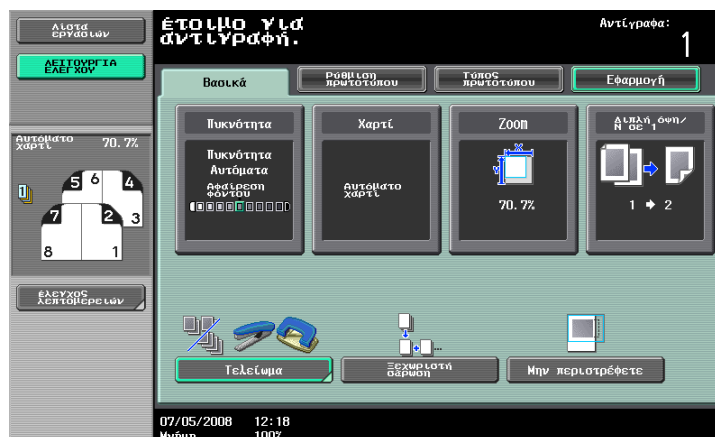 Λίστα
εργασιών
έτοιμο για
αντιγραφή.
Αντίγραφα:
1
ΛΕΙΤΟΥΡΓΙΑ
ΕΛΕΓΧΟΥ
Βασικά
Ρύθμιση
πρωτοτύπου
Τύπος
πρωτοτύπου
Εφαρμογή
Αυτόματο
χαρτί
70.7%
Πυκνότητα
Χαρτί
Zoom
Διπλή όψη/
N σε 1
Πυκνότητα
Αυτόματα
Αφαίρεση
φόντου
Αυτόματο
χαρτί
70.7%
1 → 2
1
5 6 4
7 2 3
8 1
έλεγχος
λεπτομερειών
Τελείωμα
Ξεχωριστή
σάρωση
Μην περιστρέφετε
07/05/2008 12:18
Μνήμη 100%